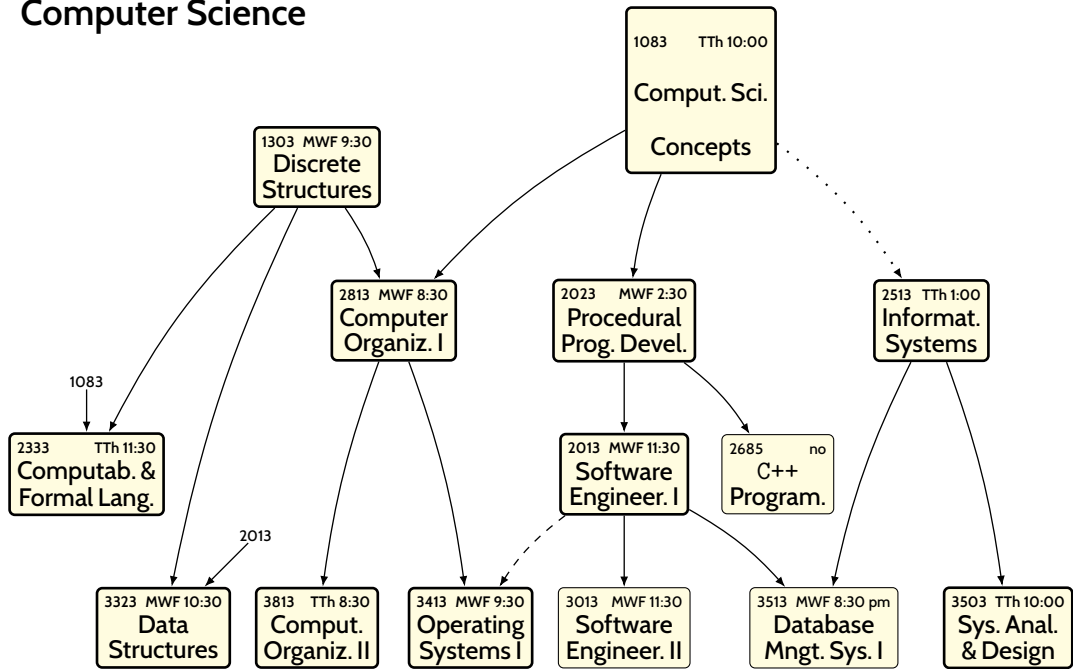 Computer Science
1083 TTh 10:00
Comput. Sci.
Concepts
1303 MWF 9:30
Discrete
Structures
2813 MWF 8:30
Computer
Organiz. I
2023 MWF 2:30
Procedural
Prog. Devel.
2513 TTh 1:00
Informat.
Systems
1083
2333 TTh 11:30
Computab. &
Formal Lang.
2013 MWF 11:30
Software
Engineer. I
2685 no
C++
Program.
2013
3323 MWF 10:30
Data
Structures
3813 TTh 8:30
Comput.
Organiz. II
3413 MWF 9:30
Operating
Systems I
3013 MWF 11:30
Software
Engineer. II
3513 MWF 8:30 pm
Database
Mngt. Sys. I
3503 TTh 10:00
Sys. Anal.
& Design